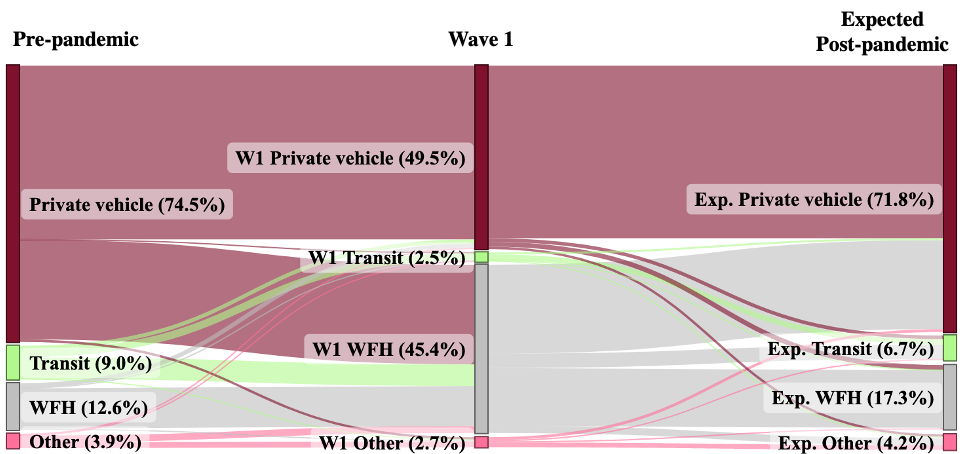 Pre-pandemic
Wave 1
Expected
Post-pandemic
Private vehicle (74.5%)
Transit (9.0%)
WFH (12.6%)
Other (3.9%)
W1 Private vehicle (49.5%)
W1 Transit (2.5%)
W1 WFH (45.4%)
W1 Other (2.7%)
Exp. Private vehicle (71.8%)
Exp. Transit (6.7%)
Exp. WFH (17.3%)
Exp. Other (4.2%)